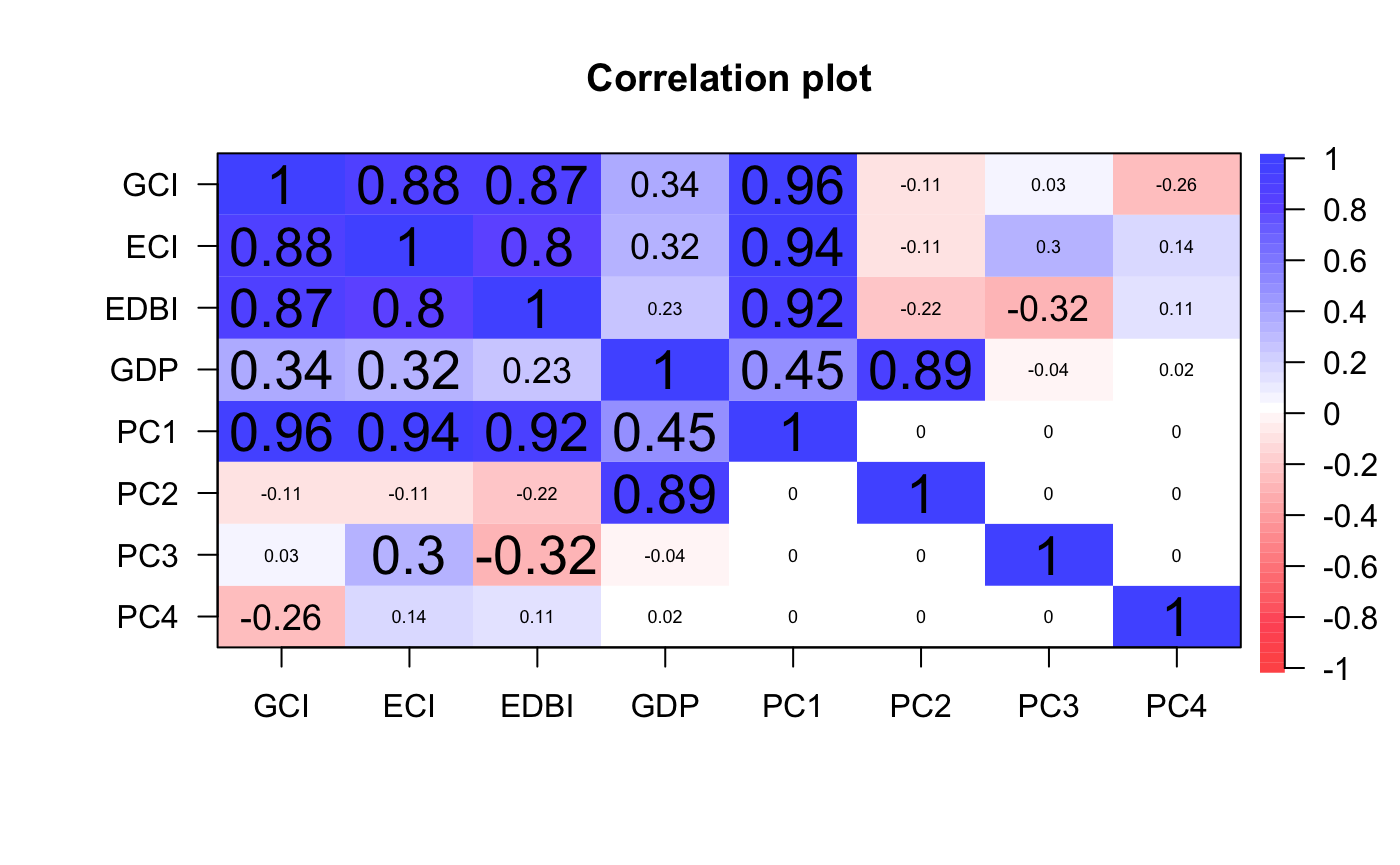 Correlation plot
GCI 1 0.88 0.87 0.34 0.96 -0.11 0.03 -0.26
ECI 0.88 1 0.8 0.32 0.94 -0.11 0.3 0.14
EDBI 0.87 0.8 1 0.23 0.92 -0.22 -0.32 0.11
GDP 0.34 0.32 0.23 1 0.45 0.89 -0.04 0.02
PC1 0.96 0.94 0.92 0.45 1 0 0 0
PC2 -0.11 -0.11 -0.22 0.89 0 1 0 0
PC3 0.03 0.3 -0.32 -0.04 0 0 1 0
PC4 -0.26 0.14 0.11 0.02 0 0 0 1
GCI ECI EDBI GDP PC1 PC2 PC3 PC4
1
0.8
0.6
0.4
0.2
0
-0.2
-0.4
-0.6
-0.8
-1